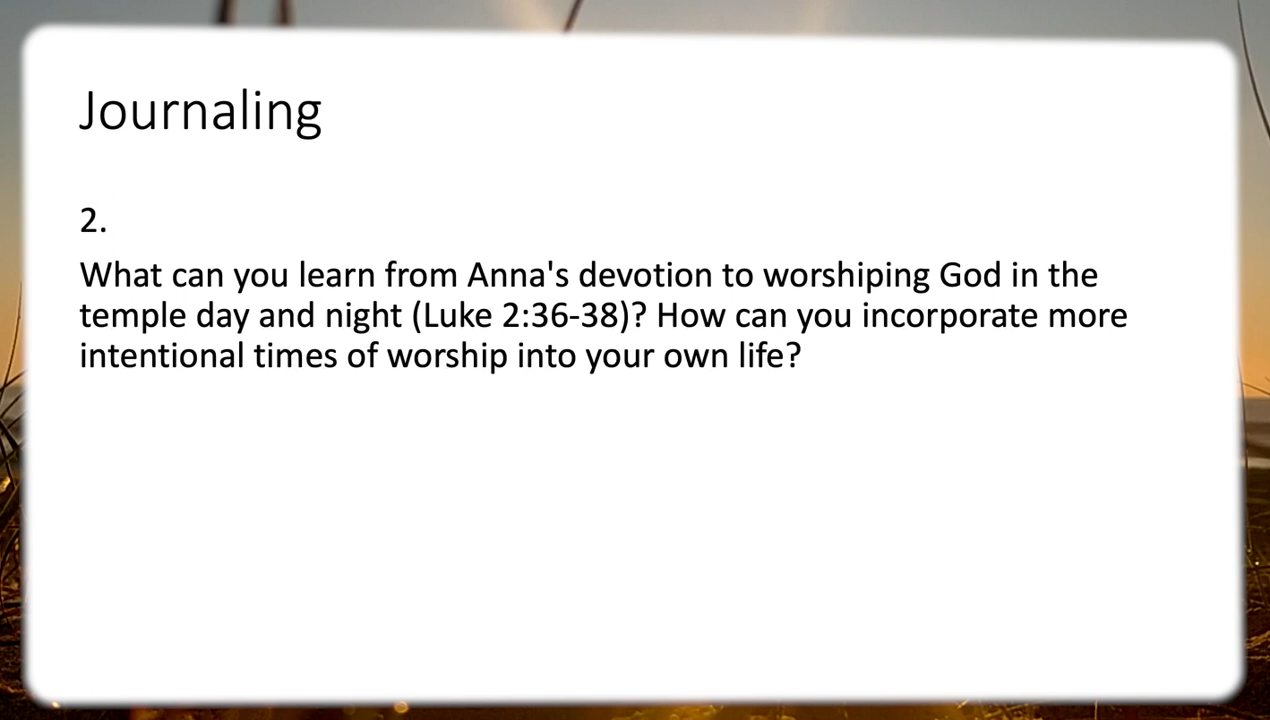 Journaling
2.
What can you learn from Anna's devotion to worshiping God in the
temple day and night (Luke 2:36-38)? How can you incorporate more
intentional times of worship into your own life?